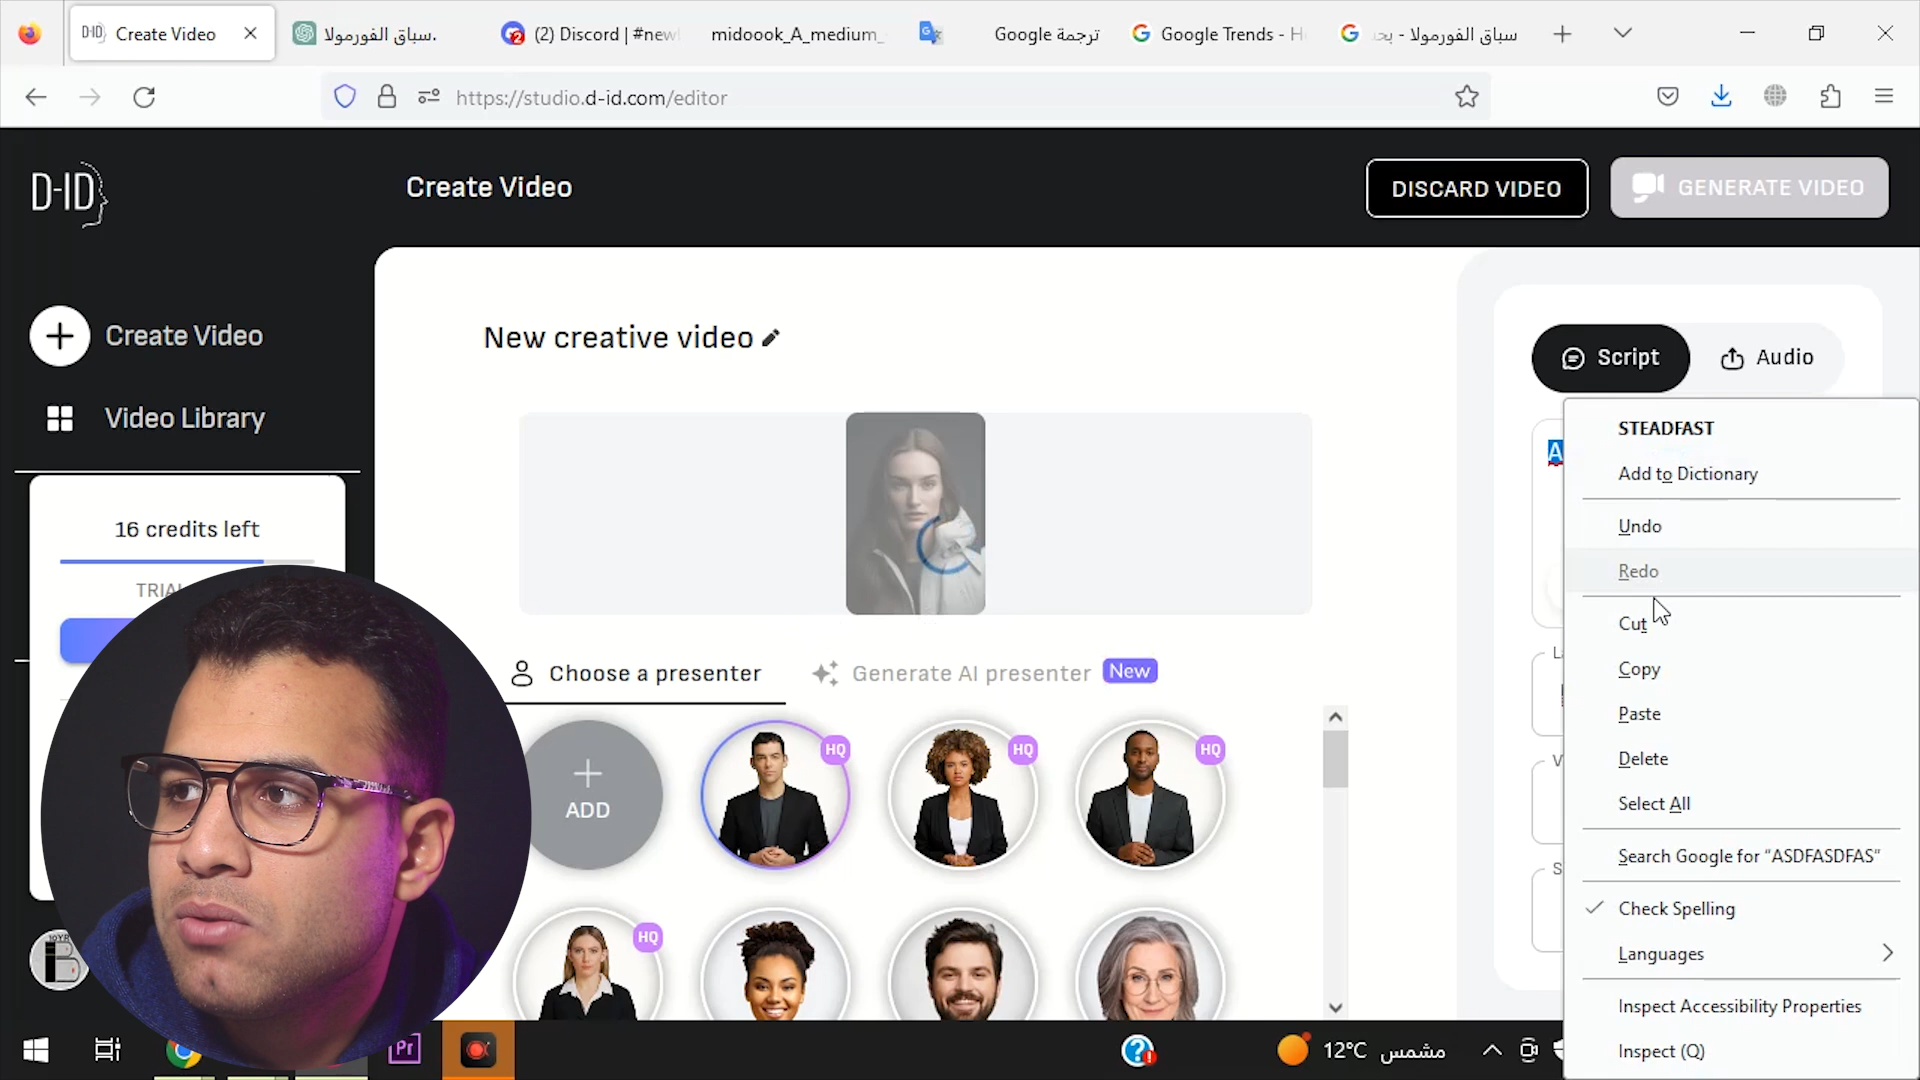 Create Video
سباق الفورمولا.
(2) Discord | #new
midoook_A_medium_
ترجمة Google
Google Trends - H
سباق الفورمولا - بحث
https://studio.d-id.com/editor
D-ID
Create Video
DISCARD VIDEO
GENERATE VIDEO
Create Video
Video Library
16 credits left
TRIAL
New creative video
Script
Audio
A
STEADFAST
Add to Dictionary
Undo
Redo
Cut
Copy
Paste
Delete
Select All
Search Google for “ASDFASDFAS”
Check Spelling
Languages
Inspect Accessibility Properties
Inspect (Q)
Choose a presenter
Generate AI presenter
New
ADD
HQ
HQ
HQ
HQ
Pr
12°C مشمس